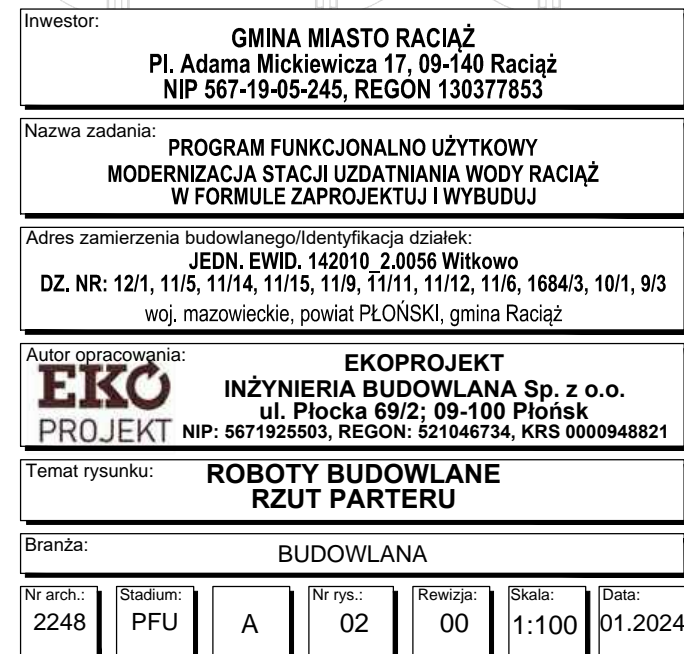 Inwestor:
GMINA MIASTO RACIĄŻ
Pl. Adama Mickiewicza 17, 09-140 Raciąż
NIP 567-19-05-245, REGON 130377853
Nazwa zadania:
PROGRAM FUNKCJONALNO UŻYTKOWY
MODERNIZACJA STACJI UZDATNIANIA WODY RACIĄŻ
W FORMULE ZAPROJEKTUJ I WYBUDUJ
Adres zamierzenia budowlanego/Identyfikacja działek:
JEDN. EWID. 142010_2.0056 Witkowo
DZ. NR: 12/1, 11/5, 11/14, 11/15, 11/9, 11/11, 11/12, 11/6, 1684/3, 10/1, 9/3
woj. mazowieckie, powiat PŁOŃSKI, gmina Raciąż
Autor opracowania:
EKO
PROJEKT
EKOPROJEKT
INŻYNIERIA BUDOWLANA Sp. z o.o.
ul. Płocka 69/2; 09-100 Płońsk
NIP: 5671925503, REGON: 521046734, KRS 0000948821
Temat rysunku:
ROBOTY BUDOWLANE
RZUT PARTERU
Branża:
BUDOWLANA
Nr arch.: Stadium: Nr rys.: Rewizja: Skala: Data:
2248 PFU A 02 00 1:100 01.2024